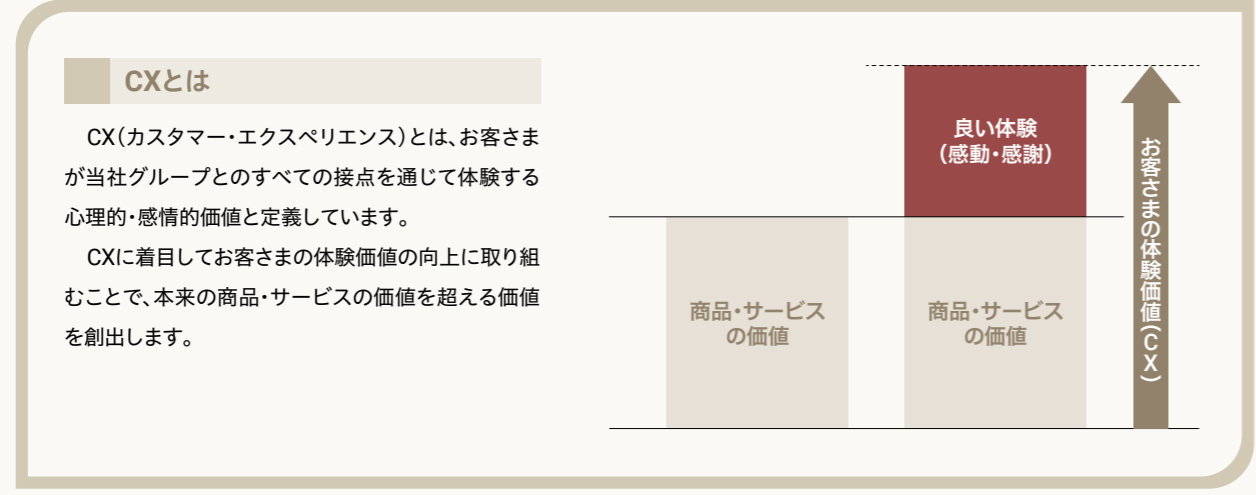 CXとは
CX（カスタマー・エクスペリエンス）とは、お客さま
が当社グループとのすべての接点を通じて体験する
心理的・感情的価値と定義しています。
CXに着目してお客さまの体験価値の向上に取り組
むことで、本来の商品・サービスの価値を超える価値
を創出します。
商品・サービス
の価値
良い体験
（感動・感謝）
商品・サービス
の価値
お客さまの体験価値（CX）